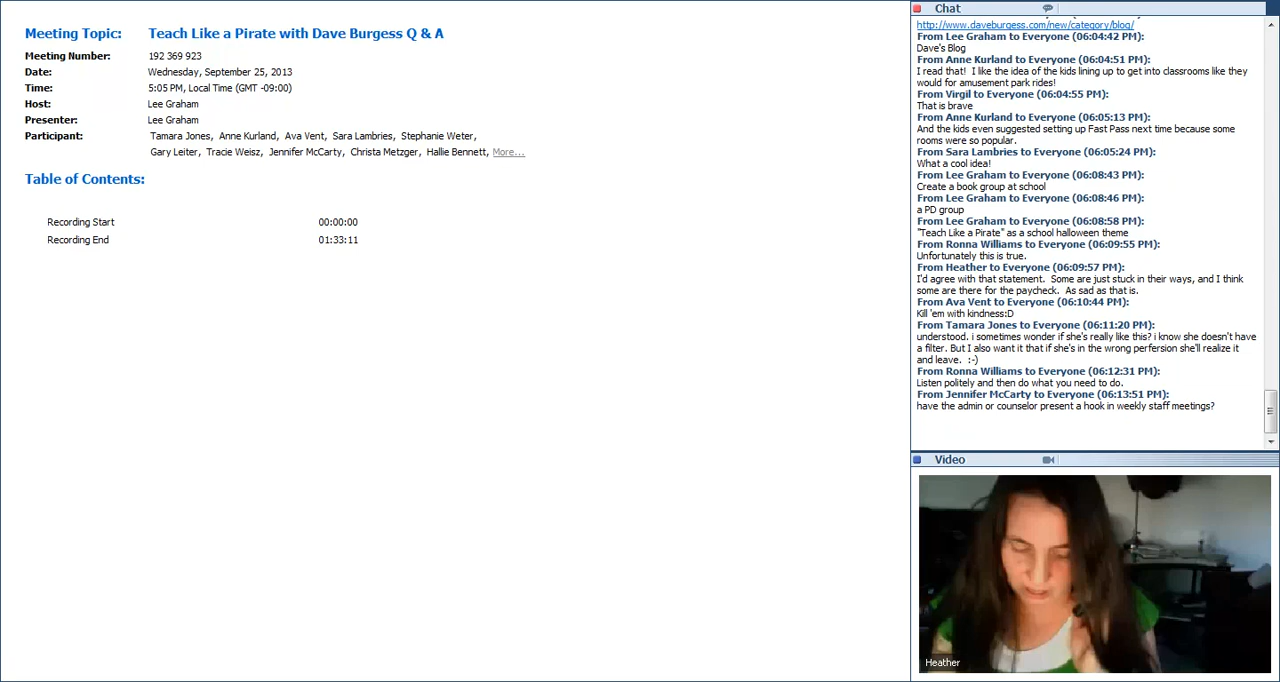 Meeting Topic: Teach Like a Pirate with Dave Burgess Q & A
Meeting Number: 192 369 923
Date: Wednesday, September 25, 2013
Time: 5:05 PM, Local Time (GMT -09:00)
Host: Lee Graham
Presenter: Lee Graham
Participant: Tamara Jones, Anne Kurland, Ava Vent, Sara Lambries, Stephanie Weter,
Gary Leiter, Tracie Weisz, Jennifer McCarty, Christa Metzger, Hallie Bennett, More...
Table of Contents:
Recording Start 00:00:00
Recording End 01:33:11
Chat
http://www.daveburgess.com/new/category/blog/
From Lee Graham to Everyone (06:04:42 PM):
Dave's Blog
From Anne Kurland to Everyone (06:04:51 PM):
I read that! I like the idea of the kids lining up to get into classrooms like they
would for amusement park rides!
From Virgil to Everyone (06:04:55 PM):
That is brave
From Anne Kurland to Everyone (06:05:13 PM):
And the kids even suggested setting up Fast Pass next time because some
rooms were so popular.
From Sara Lambries to Everyone (06:05:24 PM):
What a cool idea!
From Lee Graham to Everyone (06:08:43 PM):
Create a book group at school
From Lee Graham to Everyone (06:08:46 PM):
a PD group
From Lee Graham to Everyone (06:08:58 PM):
"Teach Like a Pirate" as a school halloween theme
From Ronna Williams to Everyone (06:09:55 PM):
Unfortunately this is true.
From Heather to Everyone (06:09:57 PM):
I'd agree with that statement. Some are just stuck in their ways, and I think
some are there for the paycheck. As sad as that is.
From Ava Vent to Everyone (06:10:44 PM):
Kill 'em with kindness:D
From Tamara Jones to Everyone (06:11:20 PM):
understood. i sometimes wonder if she's really like this? i know she doesn't have
a filter. But I also want it that if she's in the wrong perfersion she'll realize it
and leave. :-)
From Ronna Williams to Everyone (06:12:31 PM):
Listen politely and then do what you need to do.
From Jennifer McCarty to Everyone (06:13:51 PM):
have the admin or counselor present a hook in weekly staff meetings?
Video
Heather